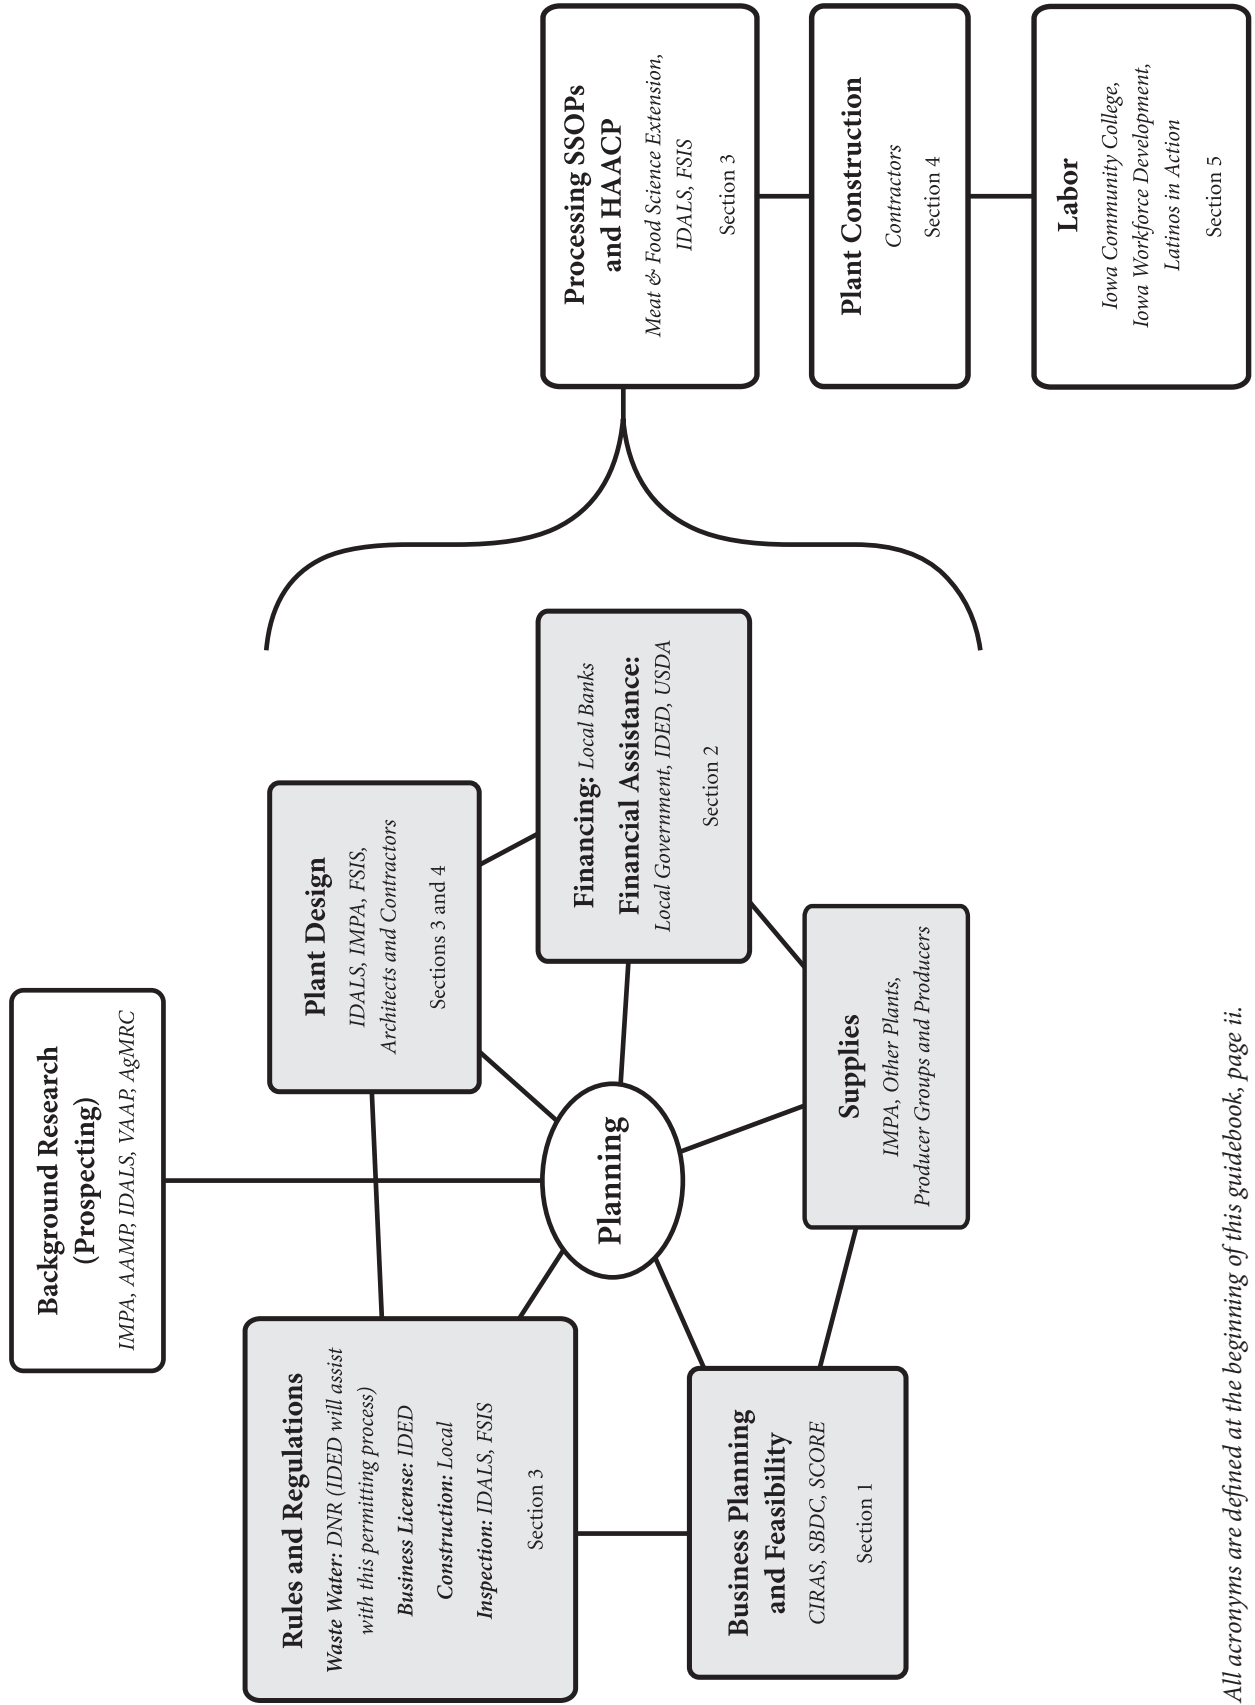 Background Research
(Prospecting)
IMPA, AAMP, IDALS, VAAP, AgMRC
Rules and Regulations
Waste Water: DNR (IDED will assist
with this permitting process)
Business License: IDED
Construction: Local
Inspection: IDALS, FSIS
Section 3
Plant Design
IDALS, IMPA, FSIS,
Architects and Contractors
Sections 3 and 4
Planning
Financing: Local Banks
Financial Assistance:
Local Government, IDED, USDA
Section 2
Business Planning
and Feasibility
CIRAS, SBDC, SCORE
Section 1
Supplies
IMPA, Other Plants,
Producer Groups and Producers
Processing SSOPs
and HAACP
Meat & Food Science Extension,
IDALS, FSIS
Section 3
Plant Construction
Contractors
Section 4
Labor
Iowa Community College,
Iowa Workforce Development,
Latinos in Action
Section 5
All acronyms are defined at the beginning of this guidebook, page ii.